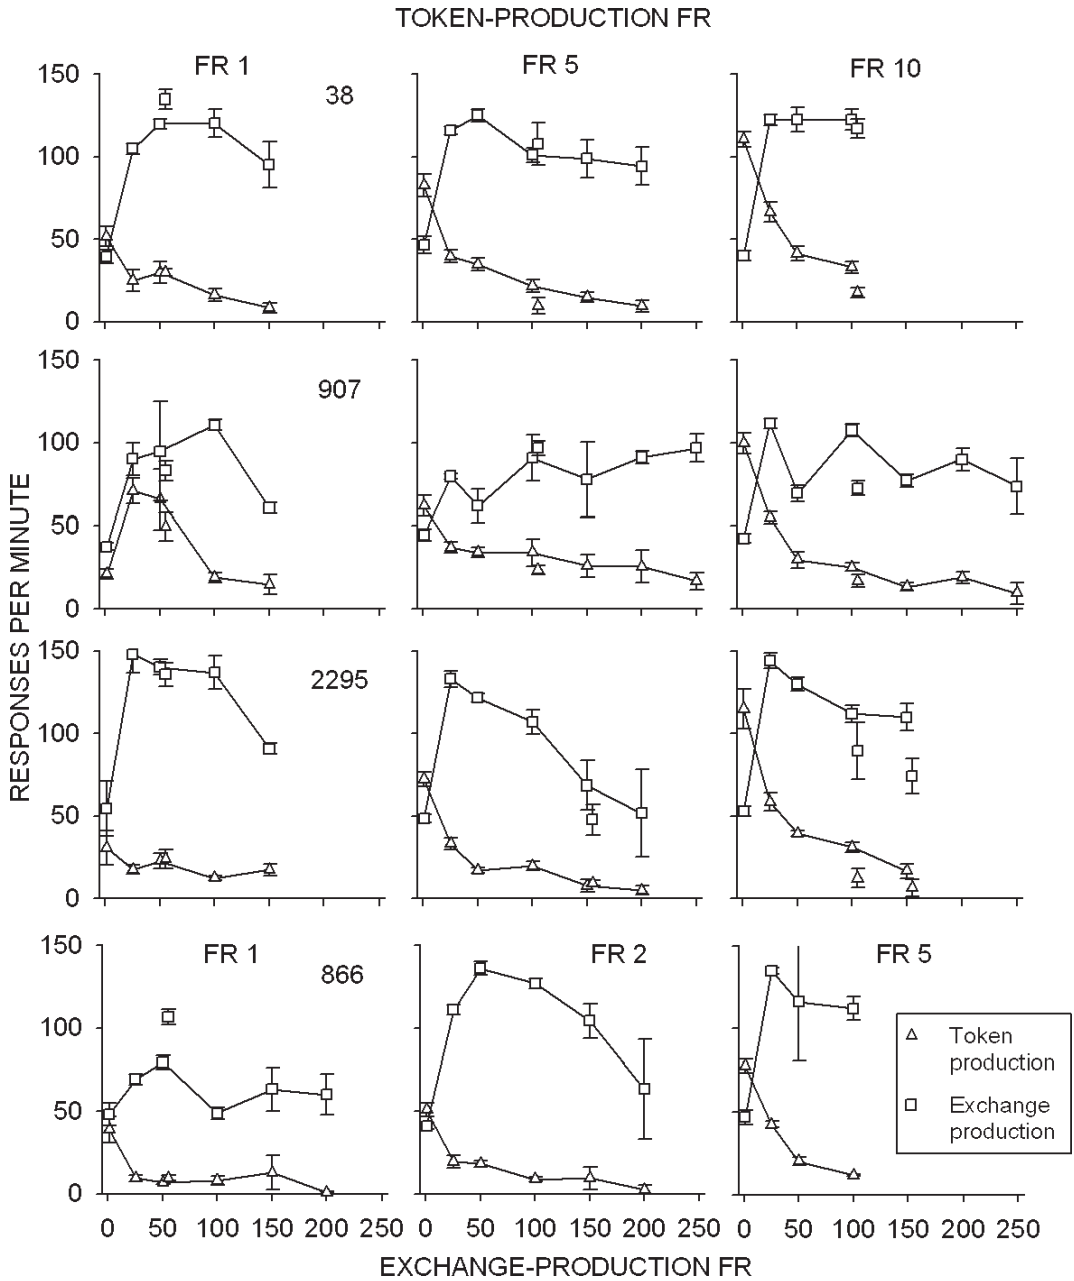 TOKEN-PRODUCTION FR
FR 1 FR 5 FR 10
38
150
100
50
0
907
150
100
50
0
2295
150
100
50
0
RESPONSES PER MINUTE
FR 1 FR 2 FR 5
866
150
100
50
0
Token
production
Exchange
production
0 50 100 150 200 250 0 50 100 150 200 250 0 50 100 150 200 250
EXCHANGE-PRODUCTION FR